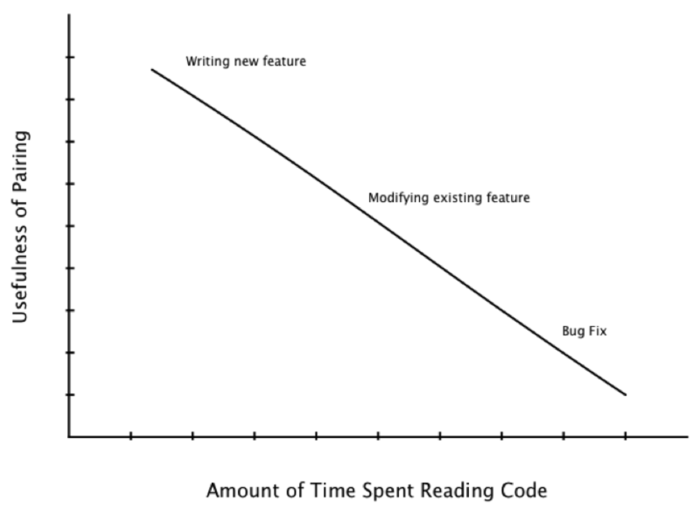 Writing new feature
Modifying existing feature
Bug Fix
Usefulness of Pairing
Amount of Time Spent Reading Code